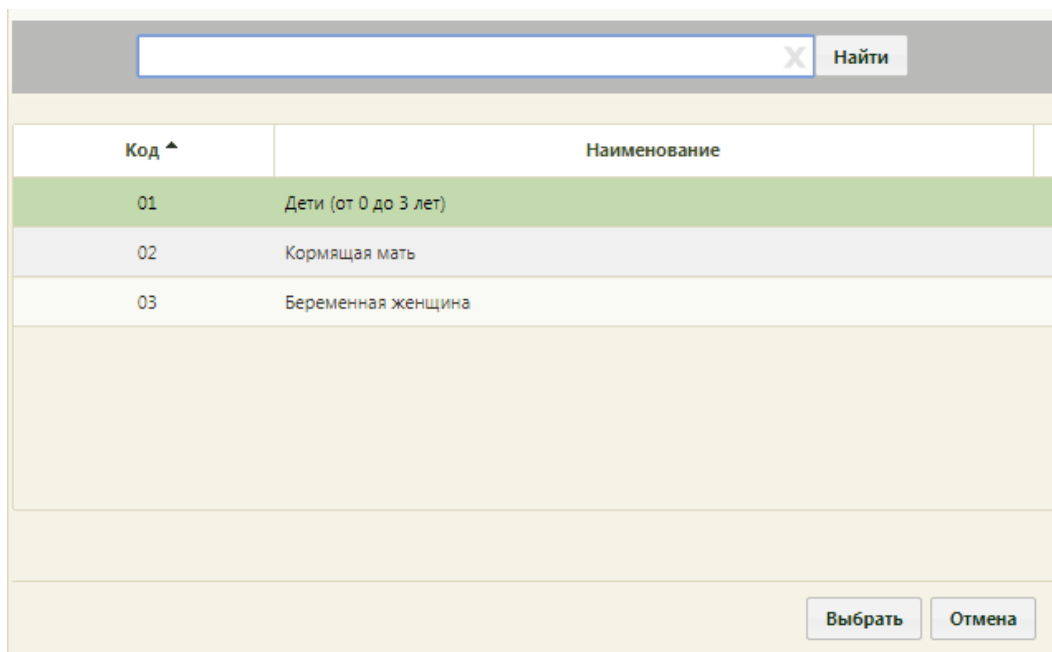 Найти
Код Наименование
01 Дети (от 0 до 3 лет)
02 Кормящая мать
03 Беременная женщина
Выбрать Отмена